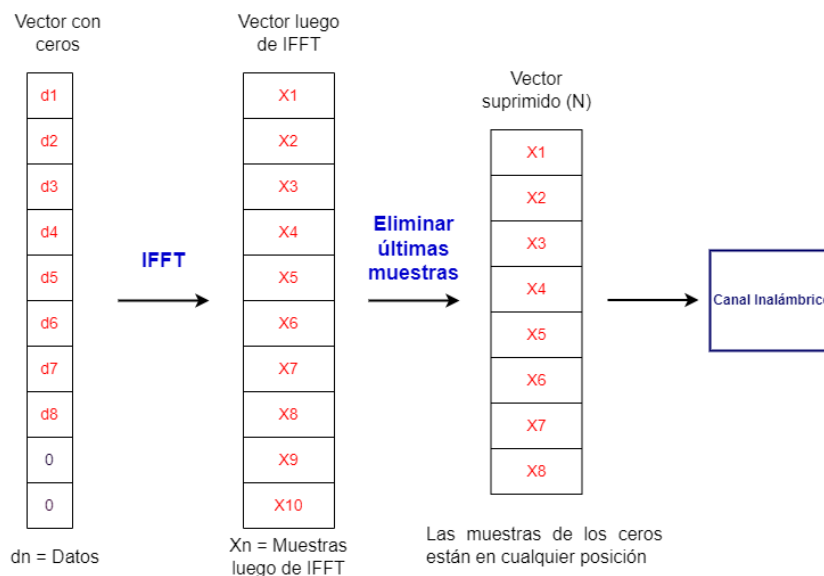 Vector con
ceros
d1
d2
d3
d4
d5
d6
d7
d8
0
0
dn = Datos
IFFT
Vector luego
de IFFT
X1
X2
X3
X4
X5
X6
X7
X8
X9
X10
Xn = Muestras
luego de IFFT
Eliminar
últimas
muestras
Vector
suprimido (N)
X1
X2
X3
X4
X5
X6
X7
X8
Las muestras de los ceros
están en cualquier posición
Canal Inalámbrico